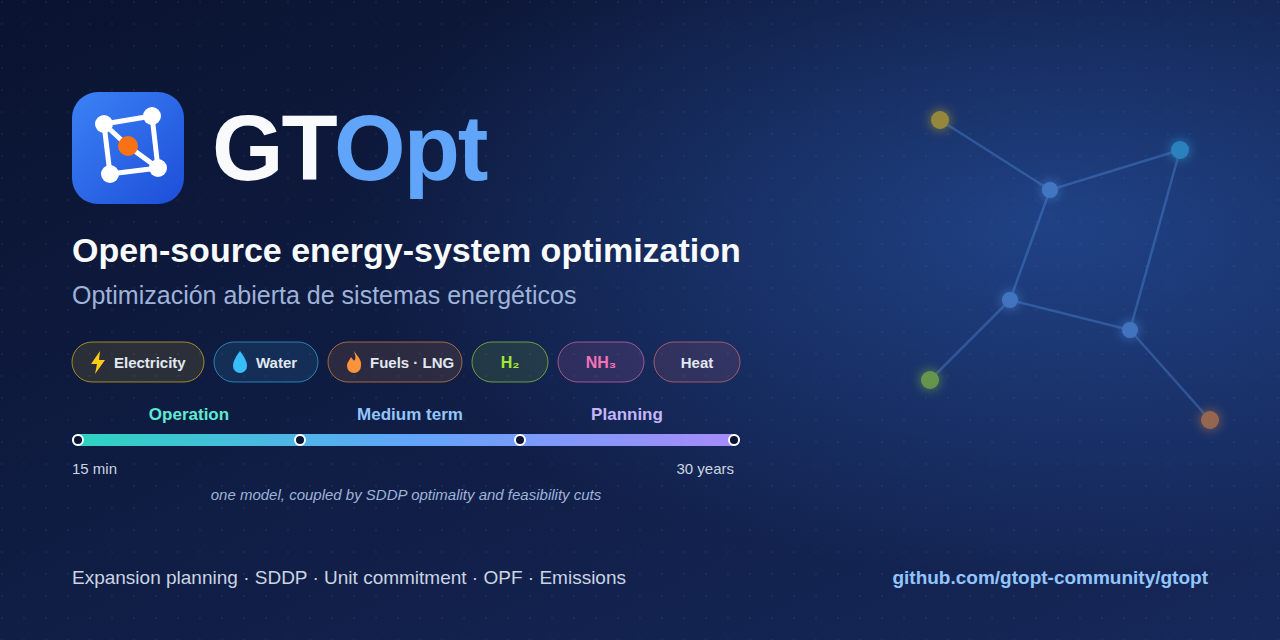 GTOpt
Open-source energy-system optimization
Optimización abierta de sistemas energéticos
Electricity Water Fuels · LNG H₂ NH₃ Heat
Operation Medium term Planning
15 min 30 years
one model, coupled by SDDP optimality and feasibility cuts
Expansion planning · SDDP · Unit commitment · OPF · Emissions
github.com/gtopt-community/gtopt